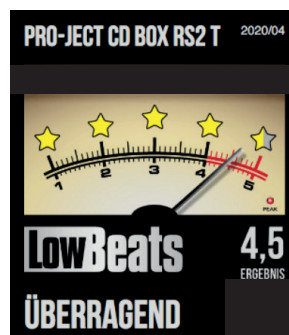 PRO-JECT CD BOX RS2 T 2020/04
1 2 3 4 5
PEAK
LowBeats 4,5
ERGEBNIS
ÜBERRAGEND